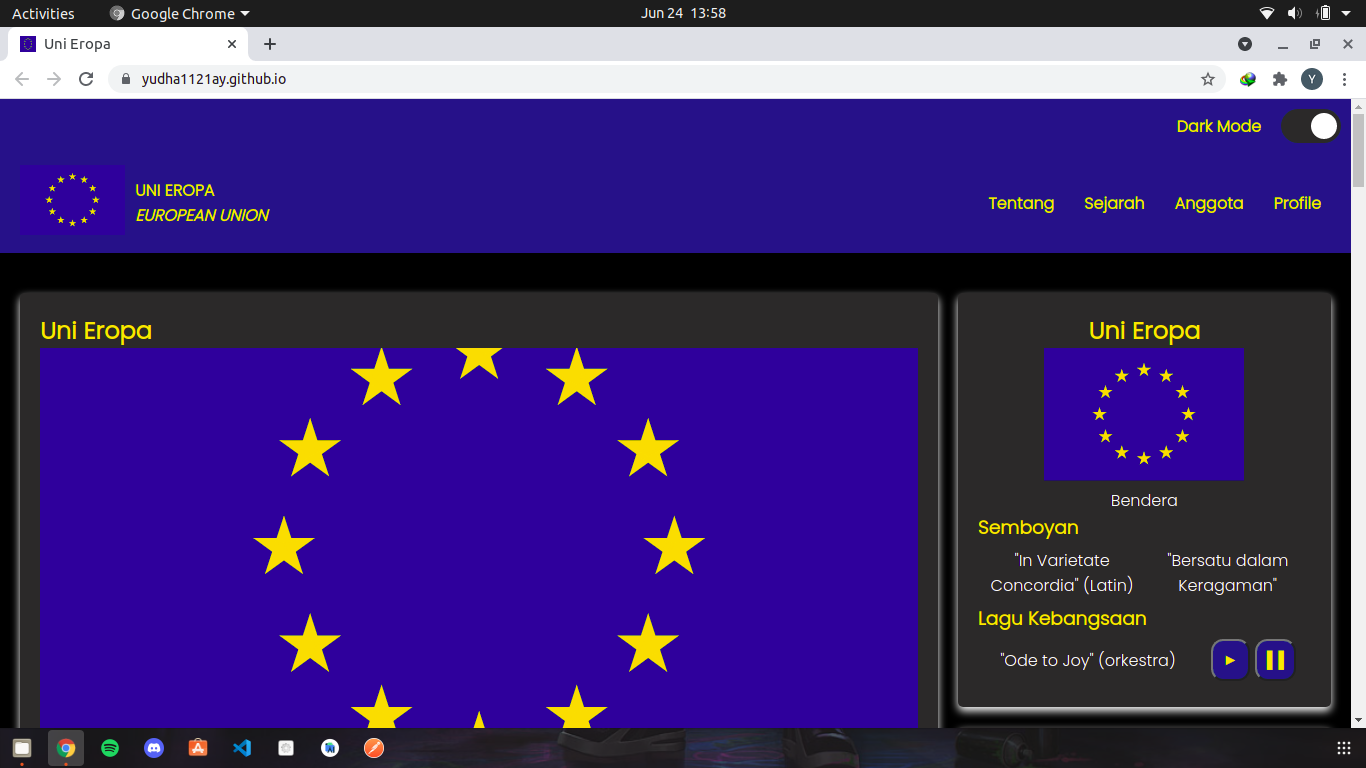 Activities
Google Chrome
Jun 24 13:58
Uni Eropa
yudha1121ay.github.io
Y
Dark Mode
UNI EROPA
EUROPEAN UNION
Tentang Sejarah Anggota Profile
Uni Eropa
Uni Eropa
Bendera
Semboyan
"In Varietate
Concordia" (Latin)
"Bersatu dalam
Keragaman"
Lagu Kebangsaan
"Ode to Joy" (orkestra)